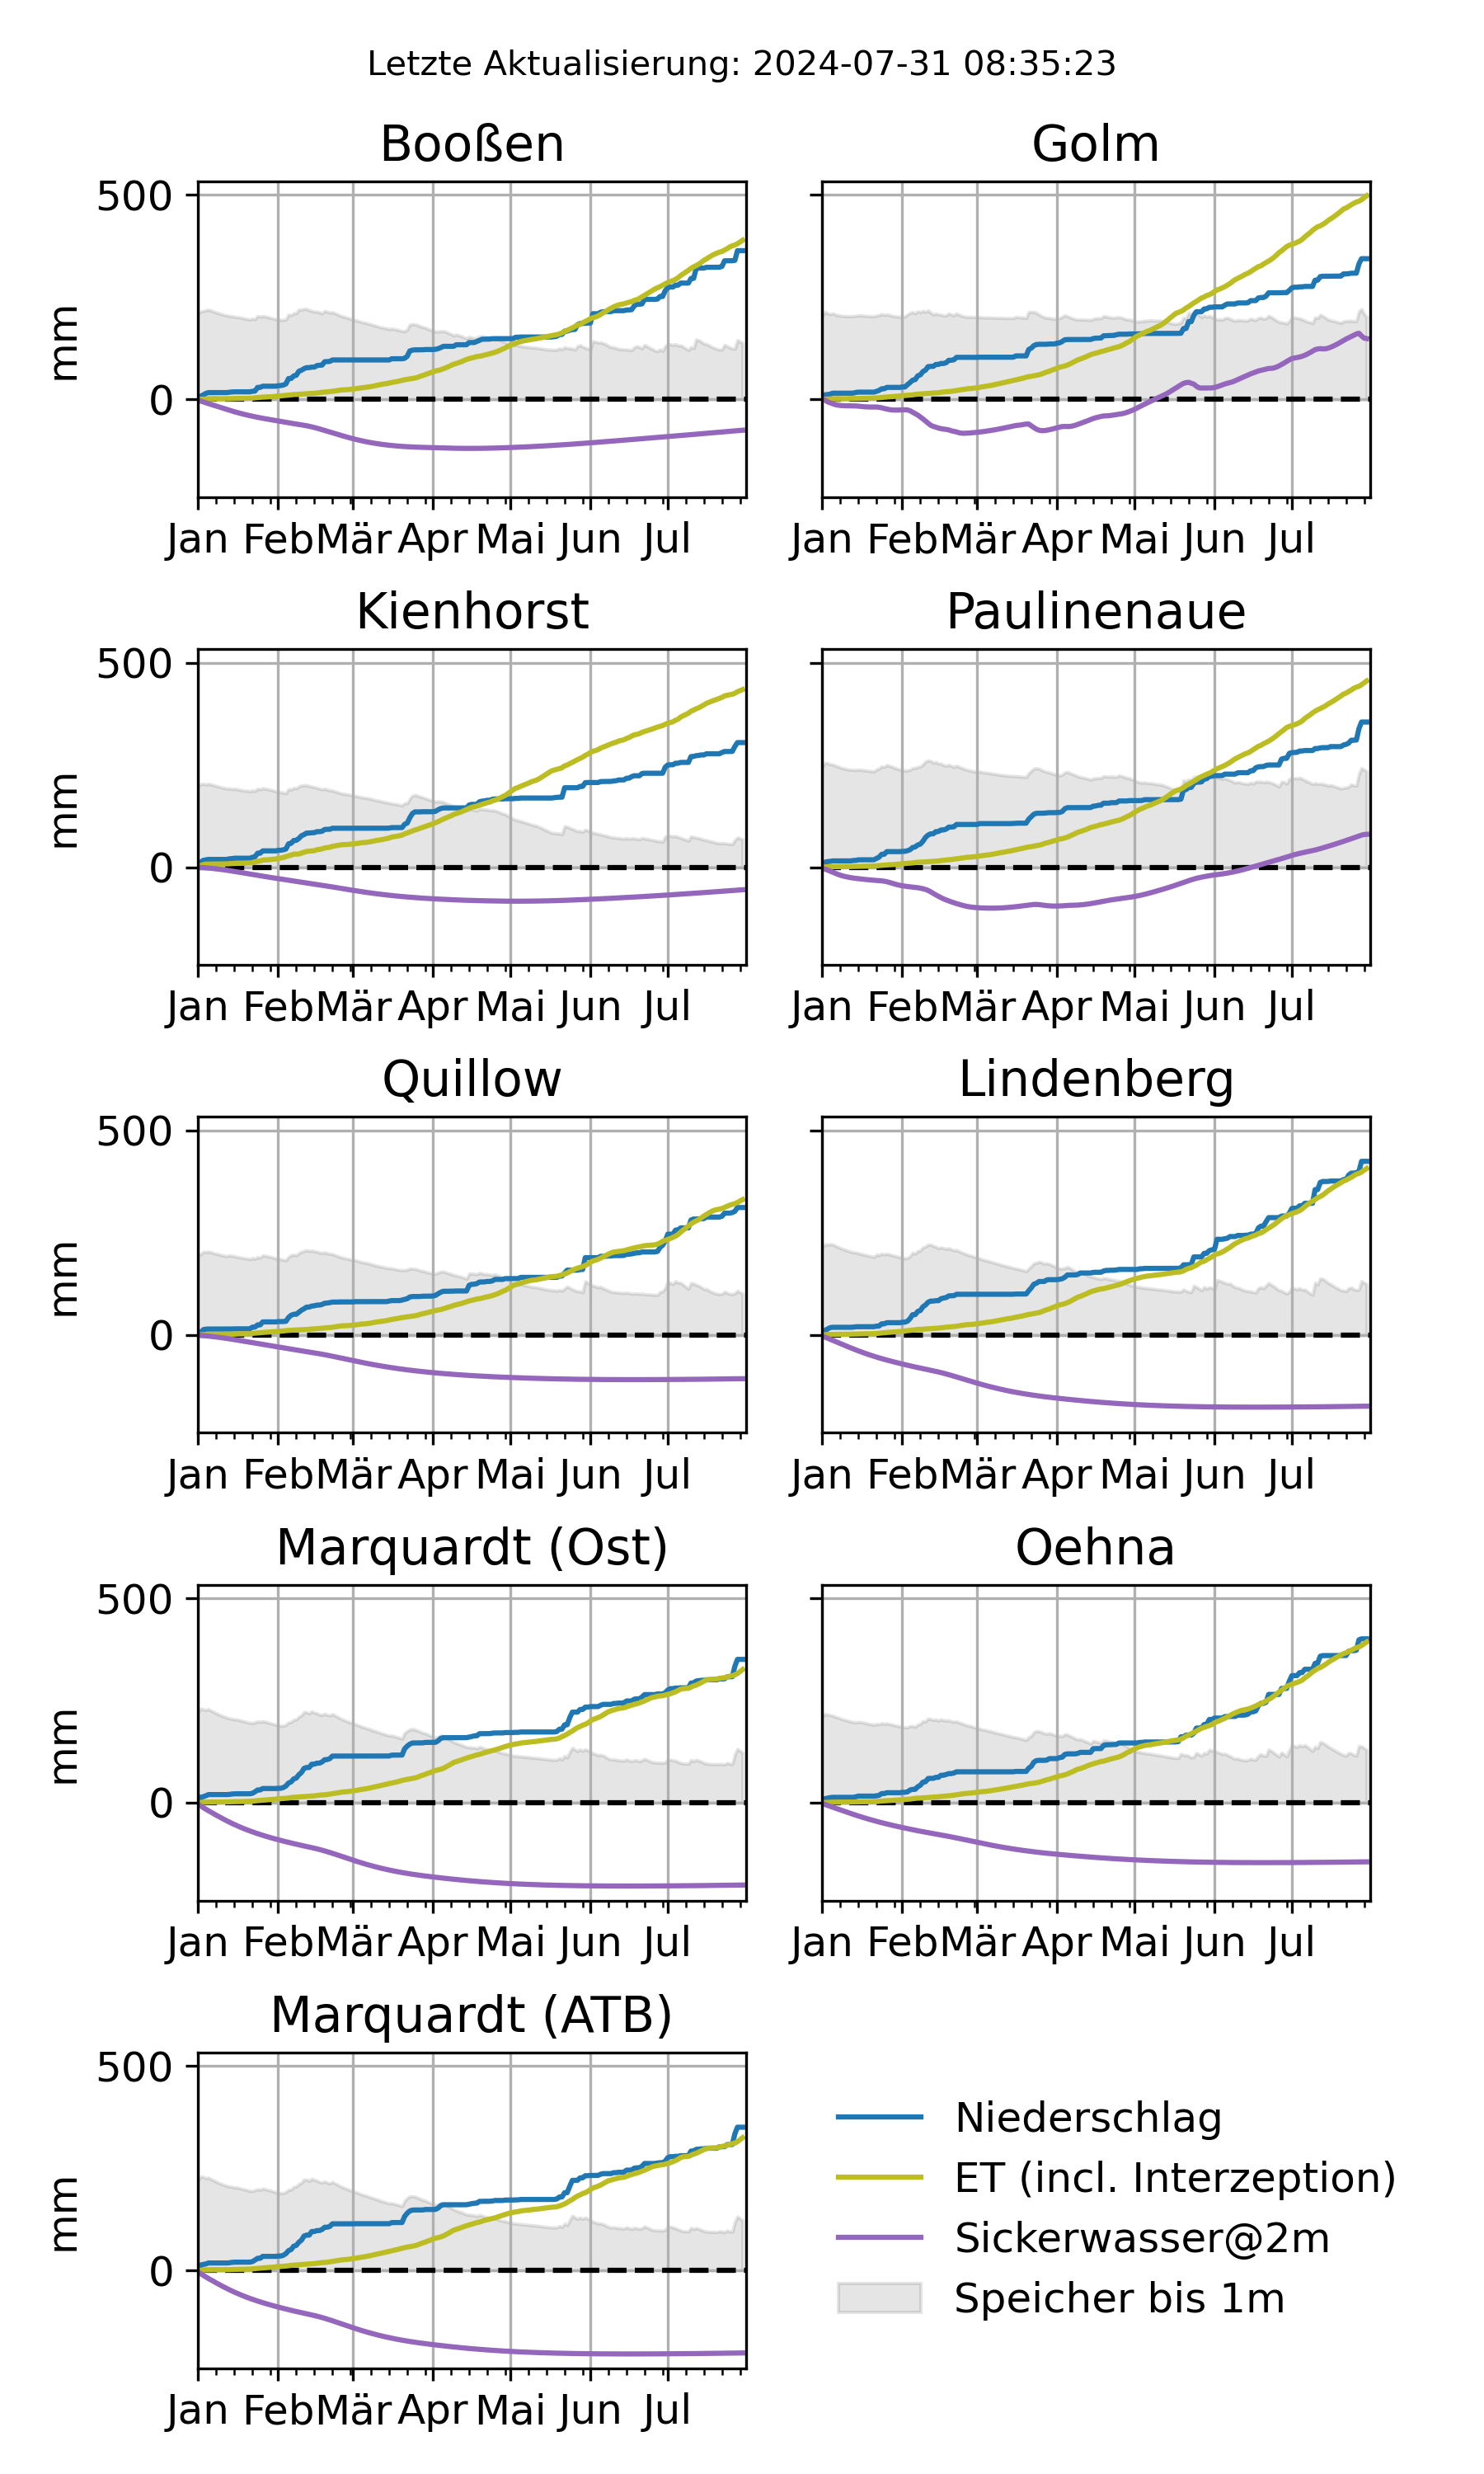 Letzte Aktualisierung: 2024-07-31 08:35:23
Booßen
Golm
500
0
mm
Jan Feb Mär Apr Mai Jun Jul
Jan Feb Mär Apr Mai Jun Jul
Kienhorst
Paulinenaue
500
0
mm
Jan Feb Mär Apr Mai Jun Jul
Jan Feb Mär Apr Mai Jun Jul
Quillow
Lindenberg
500
0
mm
Jan Feb Mär Apr Mai Jun Jul
Jan Feb Mär Apr Mai Jun Jul
Marquardt (Ost)
Oehna
500
0
mm
Jan Feb Mär Apr Mai Jun Jul
Jan Feb Mär Apr Mai Jun Jul
Marquardt (ATB)
500
0
mm
Jan Feb Mär Apr Mai Jun Jul
Niederschlag
ET (incl. Interzeption)
Sickerwasser@2m
Speicher bis 1m